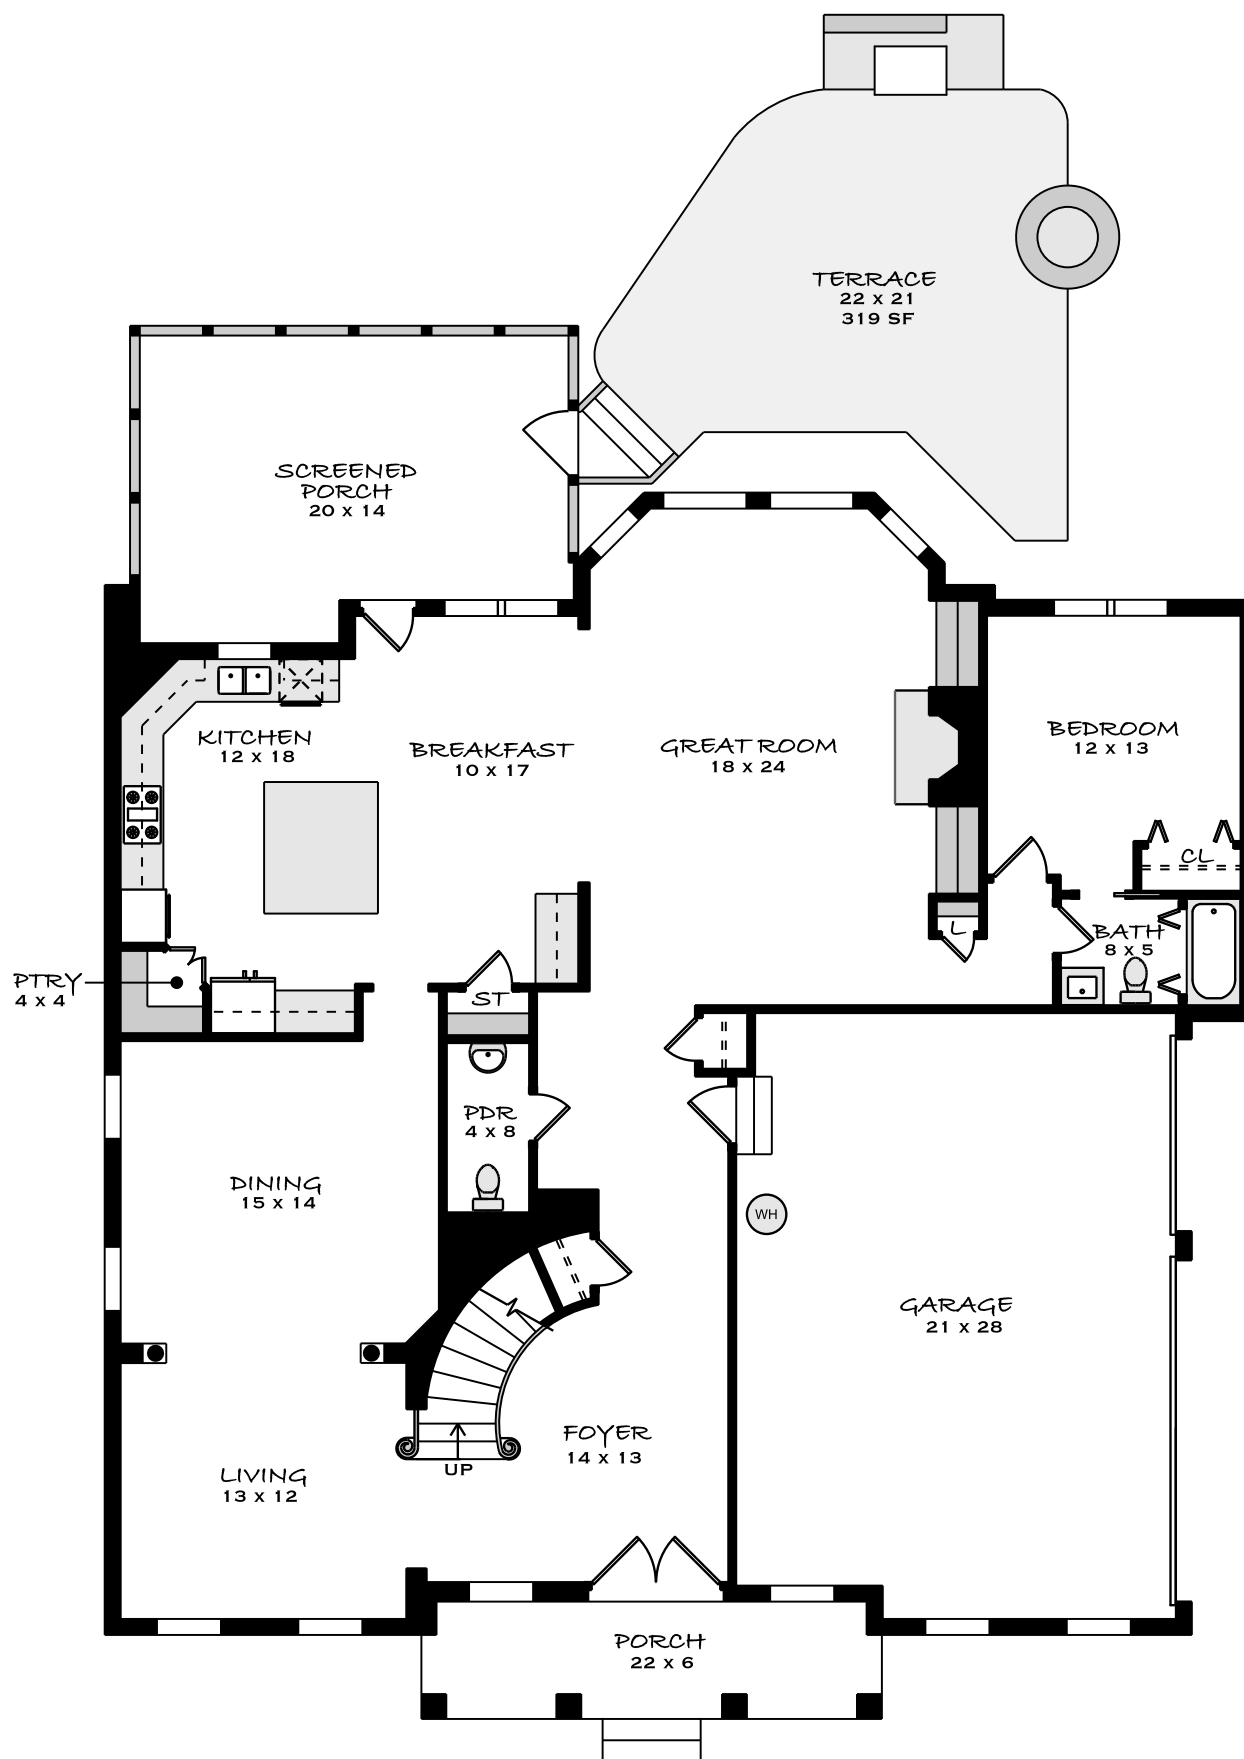 TERRACE
22 x 21
319 SF
SCREENED
PORCH
20 x 14
KITCHEN
12 x 18
BREAKFAST
10 x 17
GREAT ROOM
18 x 24
BEDROOM
12 x 13
CL
L
BATH
8 x 5
PTRY
4 x 4
ST
PDR
4 x 8
DINING
15 x 14
WH
GARAGE
21 x 28
FOYER
14 x 13
UP
LIVING
13 x 12
PORCH
22 x 6